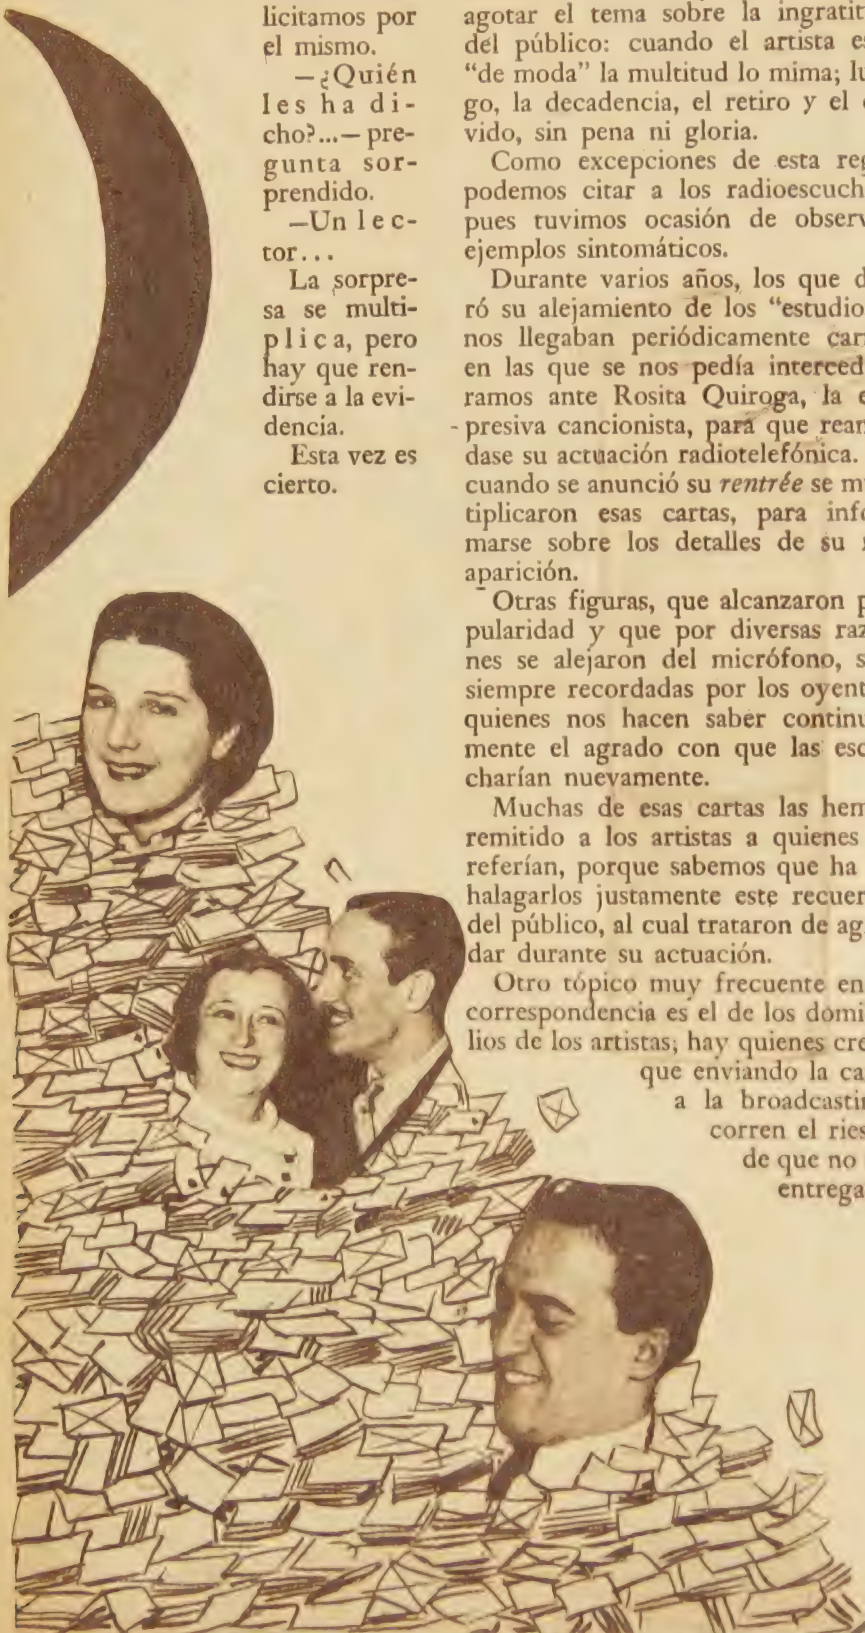 licitamos por
el mismo.
—¿Quién
les ha di-
cho?...— pre-
gunta sor-
prendido.
—Un lec-
tor...
La sorpre-
sa se multi-
plica, pero
hay que ren-
dirse a la evi-
dencia.
Esta vez es
cierto.
agotar el tema sobre la ingratit
del público: cuando el artista es
"de moda" la multitud lo mima; lu
go, la decadencia, el retiro y el
vido, sin pena ni gloria.
Como excepciones de esta reg
podemos citar a los radioescuch
pues tuvimos ocasión de observ
ejemplos sintomáticos.
Durante varios años, los que d
ró su alejamiento de los "estudio
nos llegaban periódicamente car
en las que se nos pedía interced
ramos ante Rosita Quiroga, la e
presiva cancionista, para que rean
dase su actuación radiotelefónica.
cuando se anunció su rentrée se m
tiplicaron esas cartas, para info
marse sobre los detalles de su
aparición.
Otras figuras, que alcanzaron p
pularidad y que por diversas raz
nes se alejaron del micrófono, s
siempre recordadas por los oyent
quienes nos hacen saber continu
mente el agrado con que las esc
charían nuevamente.
Muchas de esas cartas las hem
remitido a los artistas a quienes
referían, porque sabemos que ha
halagarlos justamente este recuer
del público, al cual trataron de ag
dar durante su actuación.
Otro tópico muy frecuente en
correspondencia es el de los domi
lios de los artistas; hay quienes cre
que enviando la ca
a la broadcastin
corren el ries
de que no
entrega